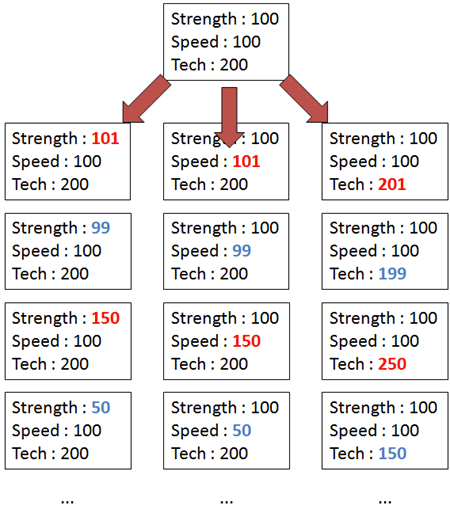 Strength : 100
Speed : 100
Tech : 200
Strength : 101
Speed : 100
Tech : 200
Strength : 100
Speed : 101
Tech : 200
Strength : 100
Speed : 100
Tech : 201
Strength : 99
Speed : 100
Tech : 200
Strength : 100
Speed : 99
Tech : 200
Strength : 100
Speed : 100
Tech : 199
Strength : 150
Speed : 100
Tech : 200
Strength : 100
Speed : 150
Tech : 200
Strength : 100
Speed : 100
Tech : 250
Strength : 50
Speed : 100
Tech : 200
Strength : 100
Speed : 50
Tech : 200
Strength : 100
Speed : 100
Tech : 150
... ... ...